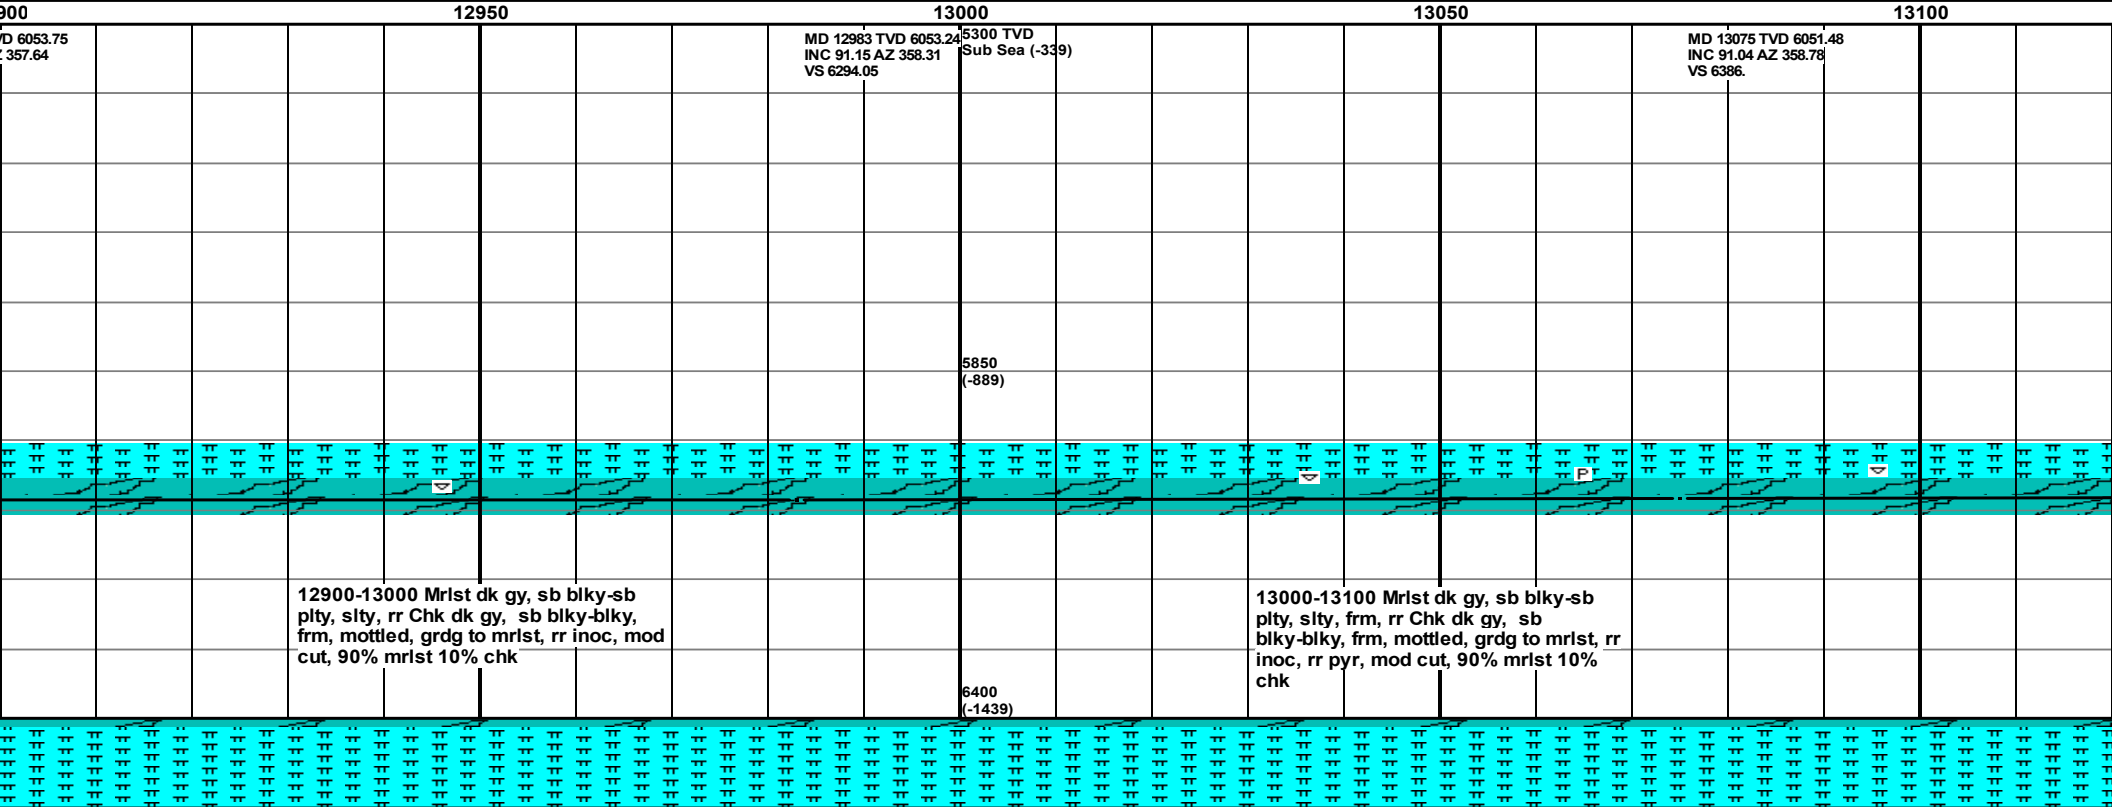 900 12950 13000 13050 13100
VD 6053.75
Z 357.64
MD 12983 TVD 6053.24
INC 91.15 AZ 358.31
VS 6294.05
5300 TVD
Sub Sea (-339)
MD 13075 TVD 6051.48
INC 91.04 AZ 358.78
VS 6386.
5850
(-889)
P
12900-13000 Mrlst dk gy, sb blky-sb
plty, slty, rr Chk dk gy, sb blky-blky,
frm, mottled, grdg to mrlst, rr inoc, mod
cut, 90% mrlst 10% chk
13000-13100 Mrlst dk gy, sb blky-sb
plty, slty, frm, rr Chk dk gy, sb
blky-blky, frm, mottled, grdg to mrlst, rr
inoc, rr pyr, mod cut, 90% mrlst 10%
chk
6400
(-1439)